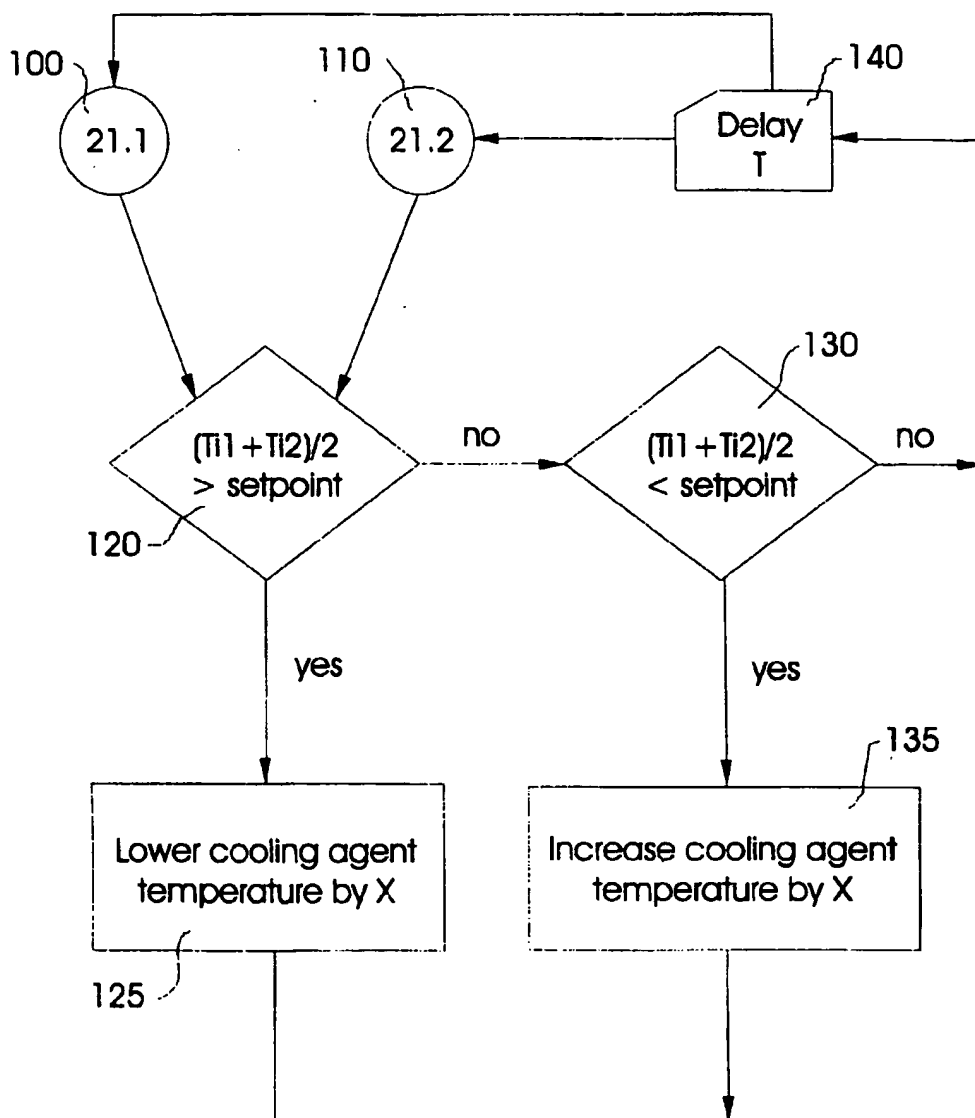 100
110
140
21.1
21.2
Delay
T
130
(Ti1 + Ti2)/2
> setpoint
no
(Ti1 + Ti2)/2
< setpoint
no
120
yes
yes
135
Lower cooling agent
temperature by X
Increase cooling agent
temperature by X
125